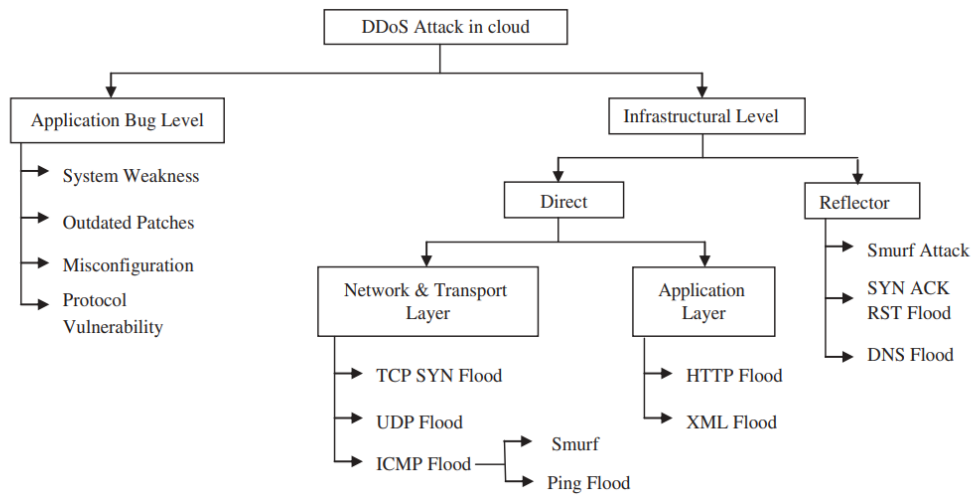 DDoS Attack in cloud
Application Bug Level
Infrastructural Level
System Weakness
Outdated Patches
Misconfiguration
Protocol
Vulnerability
Direct
Reflector
Network & Transport
Layer
Application
Layer
Smurf Attack
SYN ACK
RST Flood
DNS Flood
TCP SYN Flood
UDP Flood
ICMP Flood
Smurf
Ping Flood
HTTP Flood
XML Flood